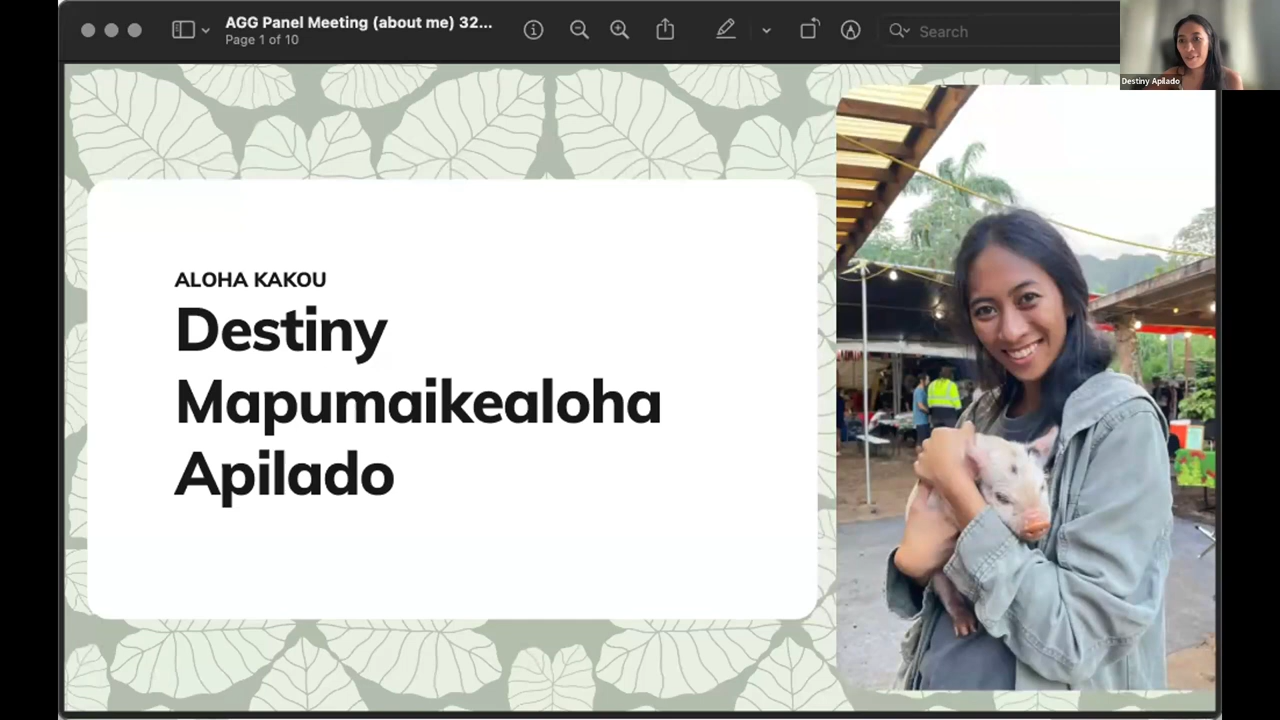 AGG Panel Meeting (about me) 32...
Page 1 of 10
Search
Destiny Apilado
ALOHA KAKOU
Destiny
Mapumaikealoha
Apilado